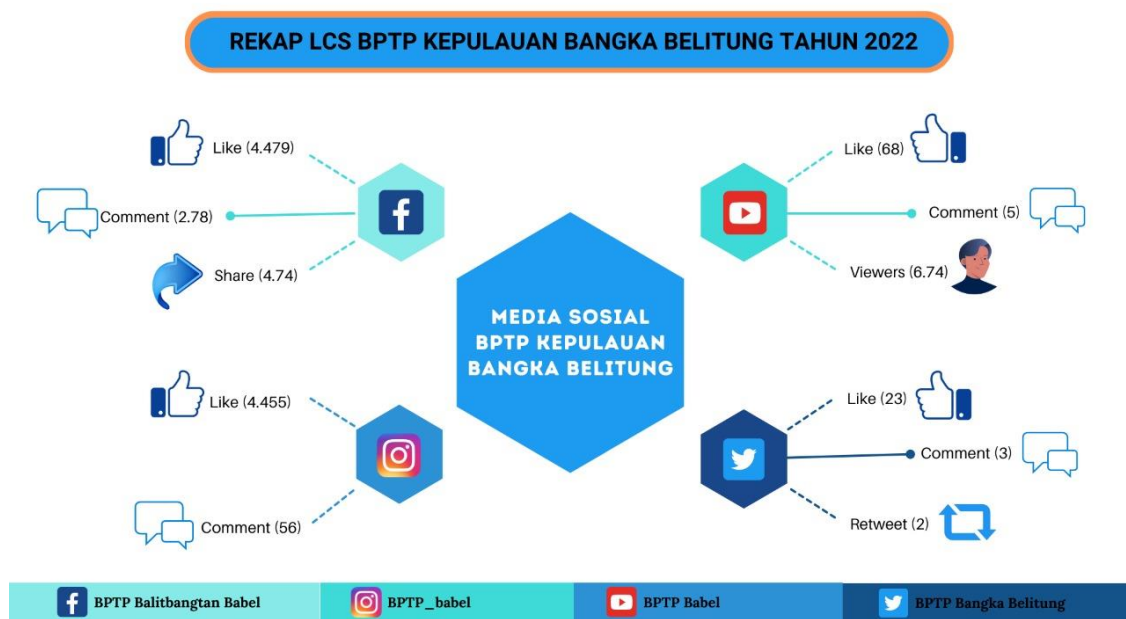 REKAP LCS BPTP KEPULAUAN BANGKA BELITUNG TAHUN 2022
Like (4.479)
Comment (2.78)
Share (4.74)
Like (68)
Comment (5)
Viewers (6.74)
MEDIA SOSIAL
BPTP KEPULAUAN
BANGKA BELITUNG
Like (4.455)
Comment (56)
Like (23)
Comment (3)
Retweet (2)
BPTP Balitbangtan Babel
BPTP_babel
BPTP Babel
BPTP Bangka Belitung